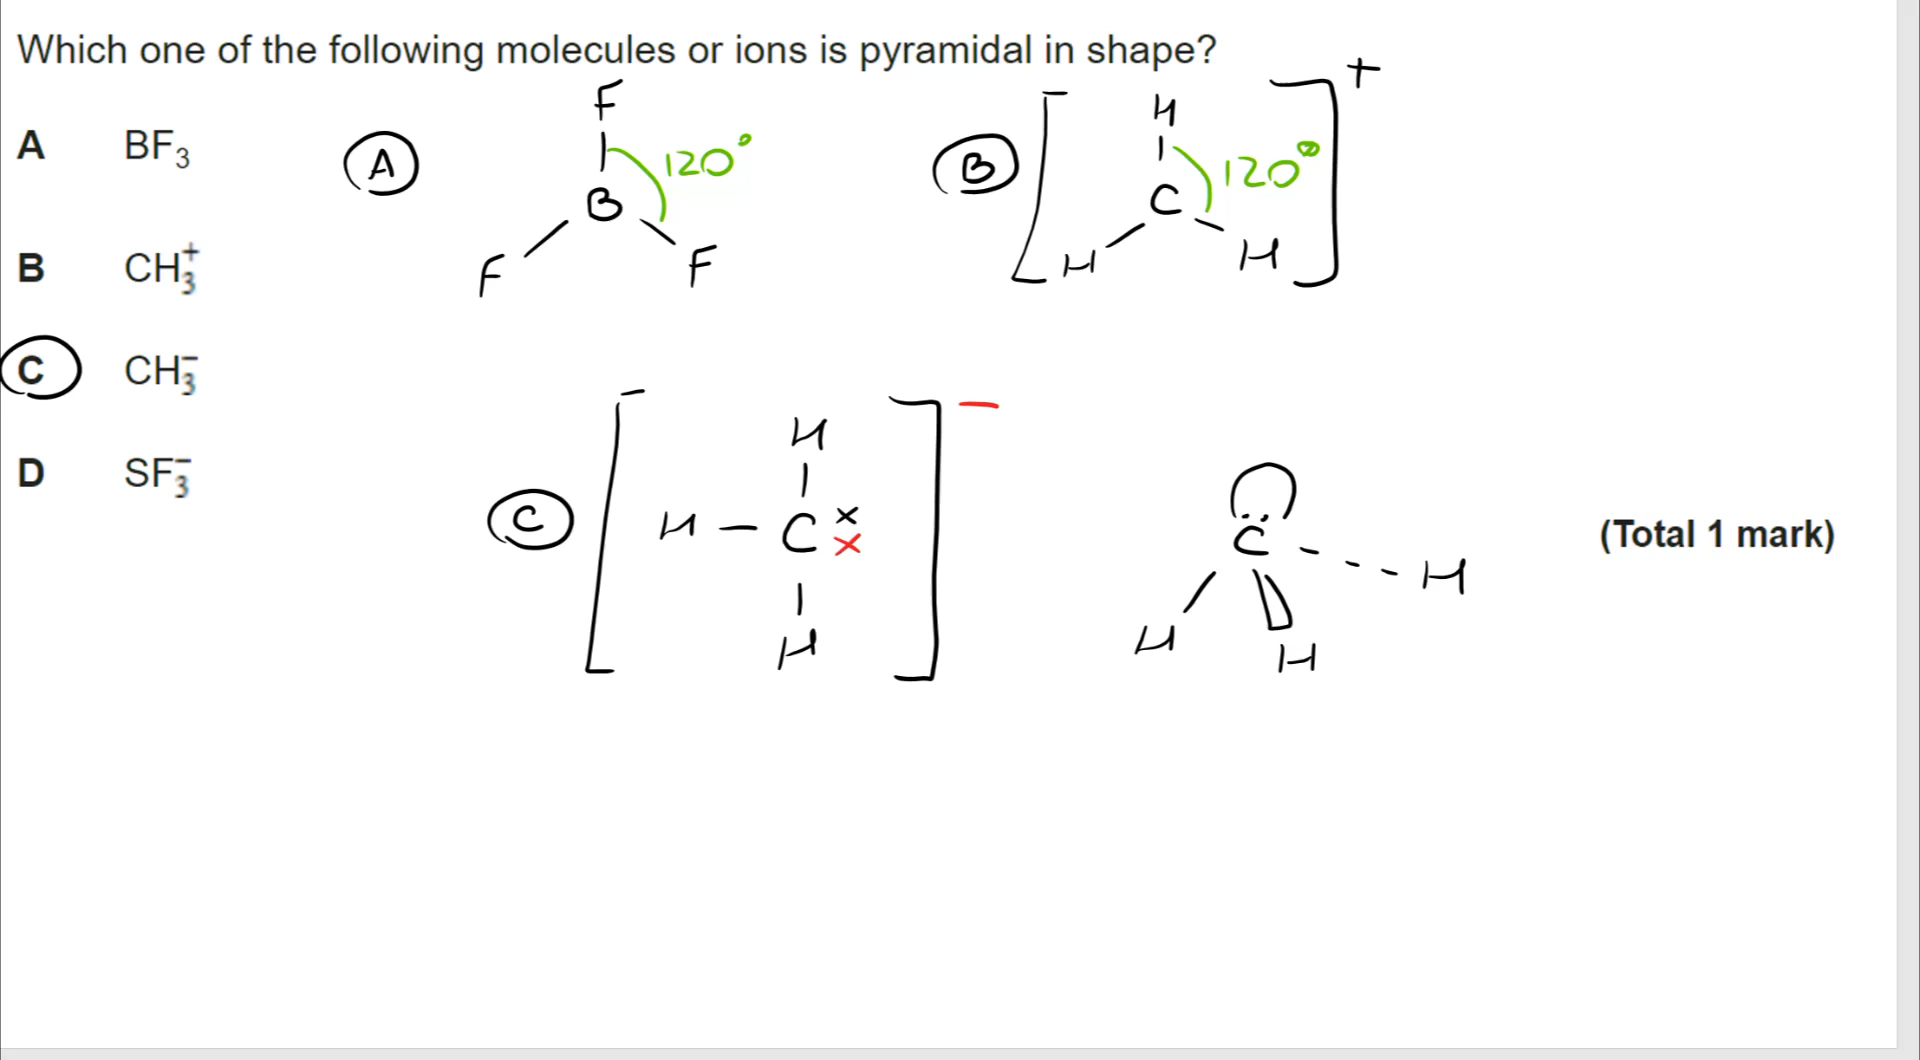 Which one of the following molecules or ions is pyramidal in shape?
A BF₃
B CH₃⁺
C CH₃⁻
D SF₃⁻
(A)
F
B
F F
120°
(B)
[ ]⁺
H
C
H H
120°
(C)
[ ]⁻
H
H – C ××
H
C
H H H
(Total 1 mark)